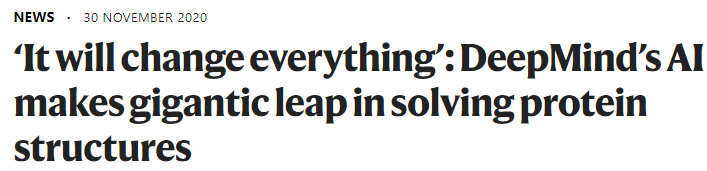 NEWS · 30 NOVEMBER 2020
‘It will change everything’: DeepMind’s AI
makes gigantic leap in solving protein
structures